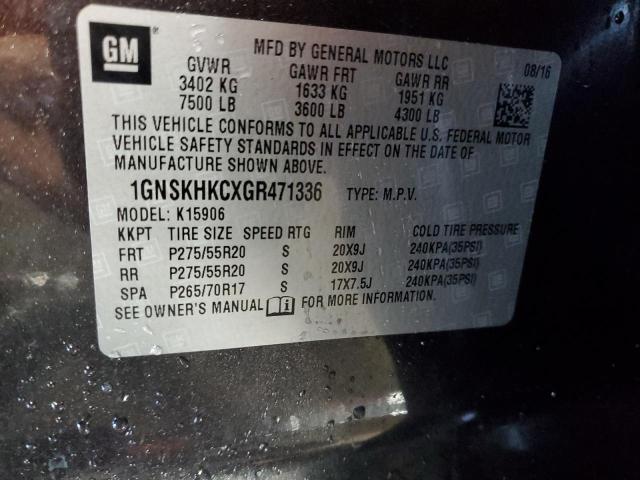 GM
MFD BY GENERAL MOTORS LLC
08/16
GVWR GAWR FRT GAWR RR
3402 KG 1633 KG 1951 KG
7500 LB 3600 LB 4300 LB
THIS VEHICLE CONFORMS TO ALL APPLICABLE U.S. FEDERAL MOTOR
VEHICLE SAFETY STANDARDS IN EFFECT ON THE DATE OF
MANUFACTURE SHOWN ABOVE.
1GNSKHKCXGR471336 TYPE: M.P.V.
MODEL: K15906
KKPT TIRE SIZE SPEED RTG RIM COLD TIRE PRESSURE
FRT P275/55R20 S 20X9J 240KPA(35PSI)
RR P275/55R20 S 20X9J 240KPA(35PSI)
SPA P265/70R17 S 17X7.5J 240KPA(35PSI)
SEE OWNER'S MANUAL FOR MORE INFORMATION.